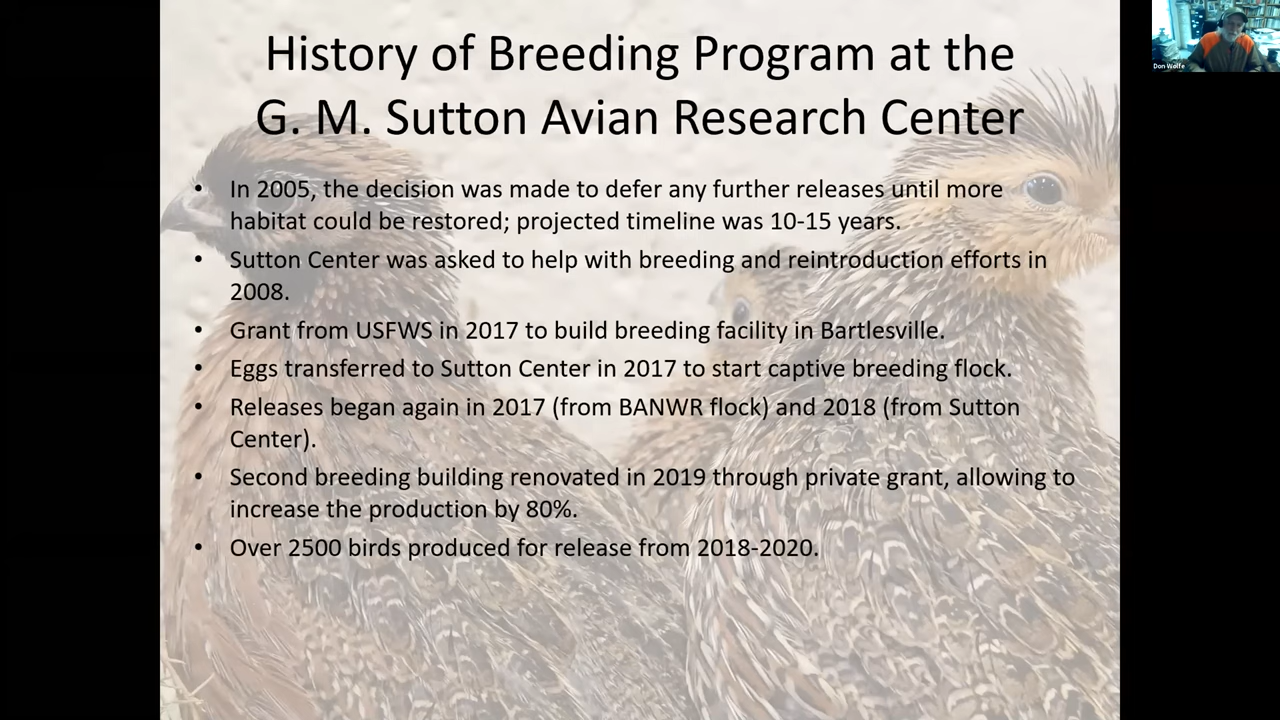 History of Breeding Program at the
G. M. Sutton Avian Research Center
• In 2005, the decision was made to defer any further releases until more
habitat could be restored; projected timeline was 10-15 years.
• Sutton Center was asked to help with breeding and reintroduction efforts in
2008.
• Grant from USFWS in 2017 to build breeding facility in Bartlesville.
• Eggs transferred to Sutton Center in 2017 to start captive breeding flock.
• Releases began again in 2017 (from BANWR flock) and 2018 (from Sutton
Center).
• Second breeding building renovated in 2019 through private grant, allowing to
increase the production by 80%.
• Over 2500 birds produced for release from 2018-2020.
Don Wolfe